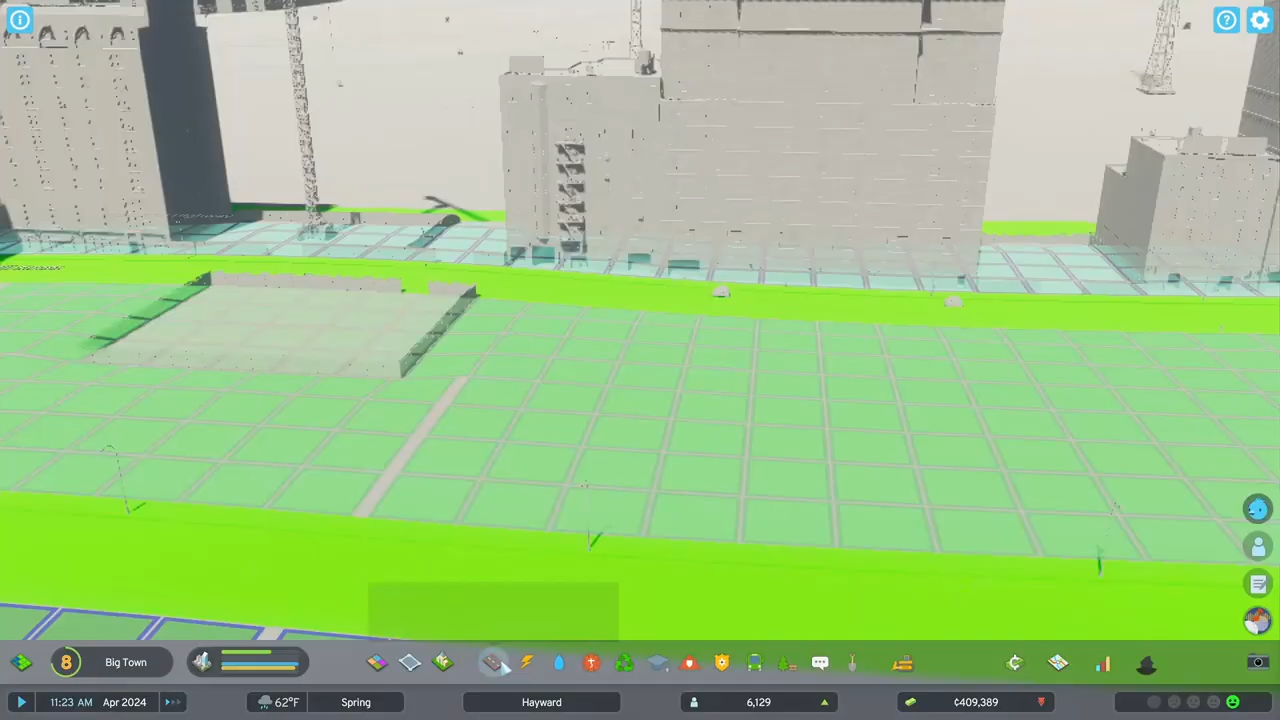 8
Big Town
11:23 AM
Apr 2024
62°F
Spring
Hayward
6,129
¢409,389